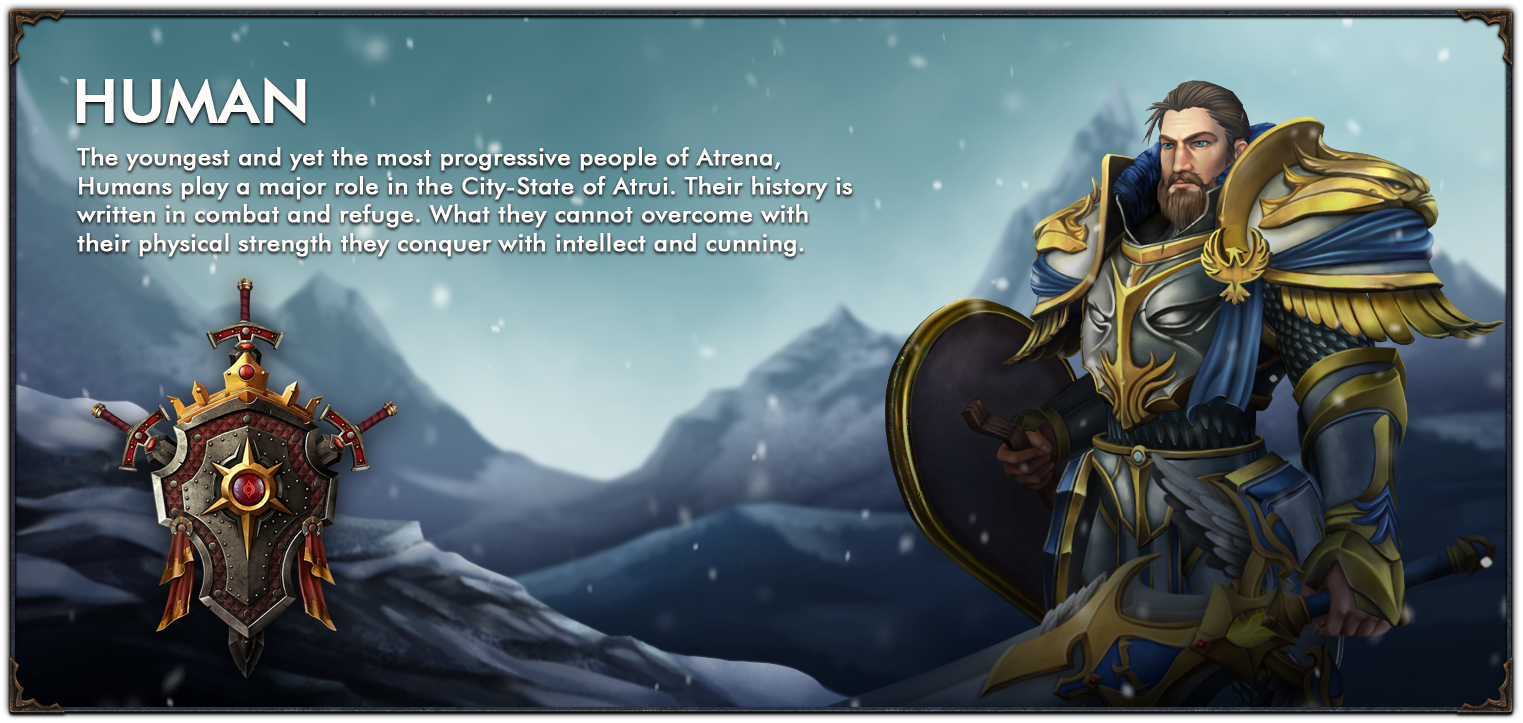 HUMAN
The youngest and yet the most progressive people of Atrena,
Humans play a major role in the City-State of Atrui. Their history is
written in combat and refuge. What they cannot overcome with
their physical strength they conquer with intellect and cunning.